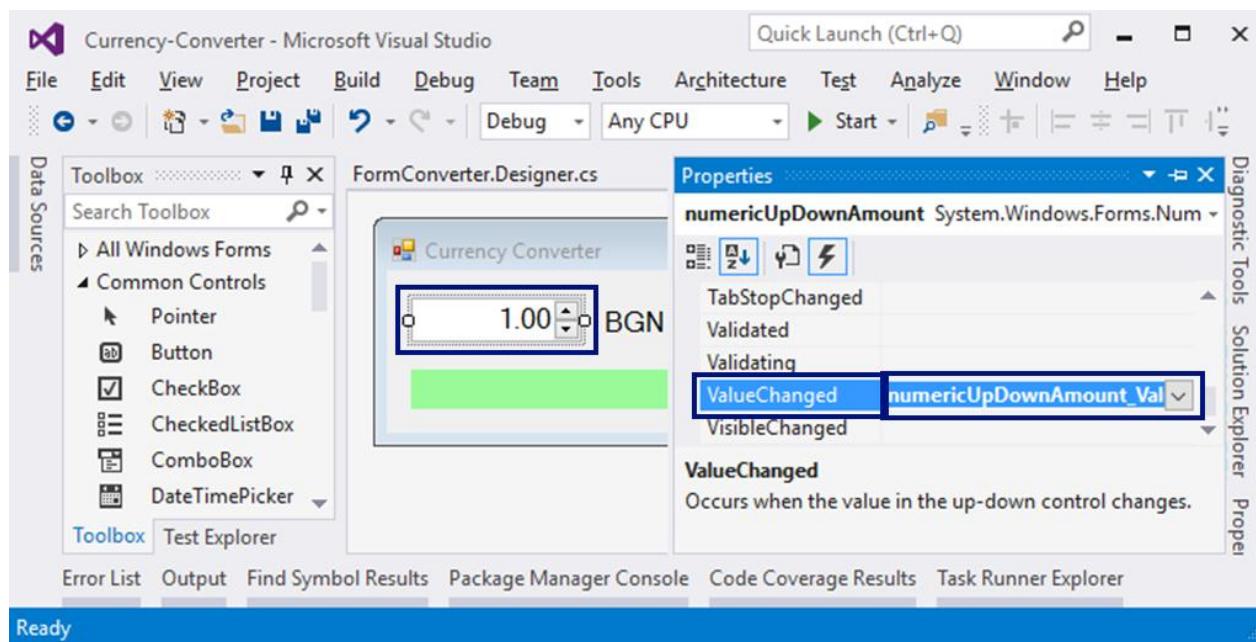 Currency-Converter - Microsoft Visual Studio
Quick Launch (Ctrl+Q)
File Edit View Project Build Debug Team Tools Architecture Test Analyze Window Help
Debug Any CPU Start
Data Sources
Toolbox
Search Toolbox
All Windows Forms
Common Controls
Pointer
ab
Button
CheckBox
CheckedListBox
ComboBox
DateTimePicker
Toolbox Test Explorer
FormConverter.Designer.cs
Currency Converter
1.00 BGN
Properties
numericUpDownAmount System.Windows.Forms.Num
A
Z
TabStopChanged
Validated
Validating
ValueChanged numericUpDownAmount_Val
VisibleChanged
ValueChanged
Occurs when the value in the up-down control changes.
Diagnostic Tools Solution Explorer Proper
Error List Output Find Symbol Results Package Manager Console Code Coverage Results Task Runner Explorer
Ready